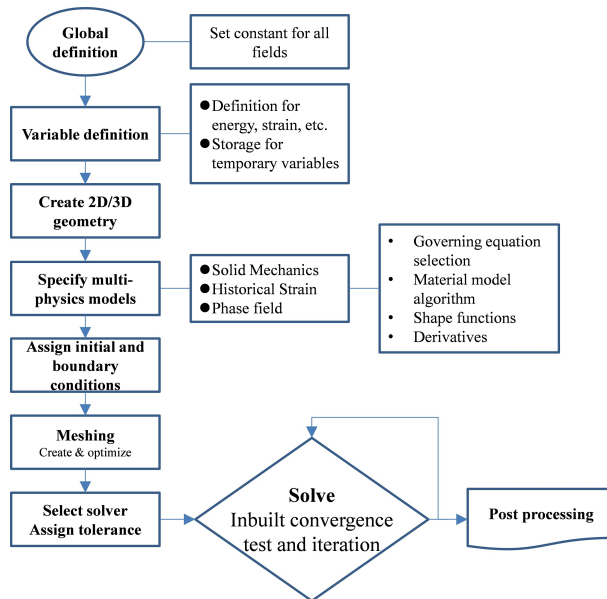 Global
definition
Set constant for all
fields
Variable definition
●Definition for
energy, strain, etc.
●Storage for
temporary variables
Create 2D/3D
geometry
Specify multi-
physics models
●Solid Mechanics
●Historical Strain
●Phase field
• Governing equation
selection
• Material model
algorithm
• Shape functions
• Derivatives
Assign initial and
boundary
conditions
Meshing
Create & optimize
Select solver
Assign tolerance
Solve
Inbuilt convergence
test and iteration
Post processing